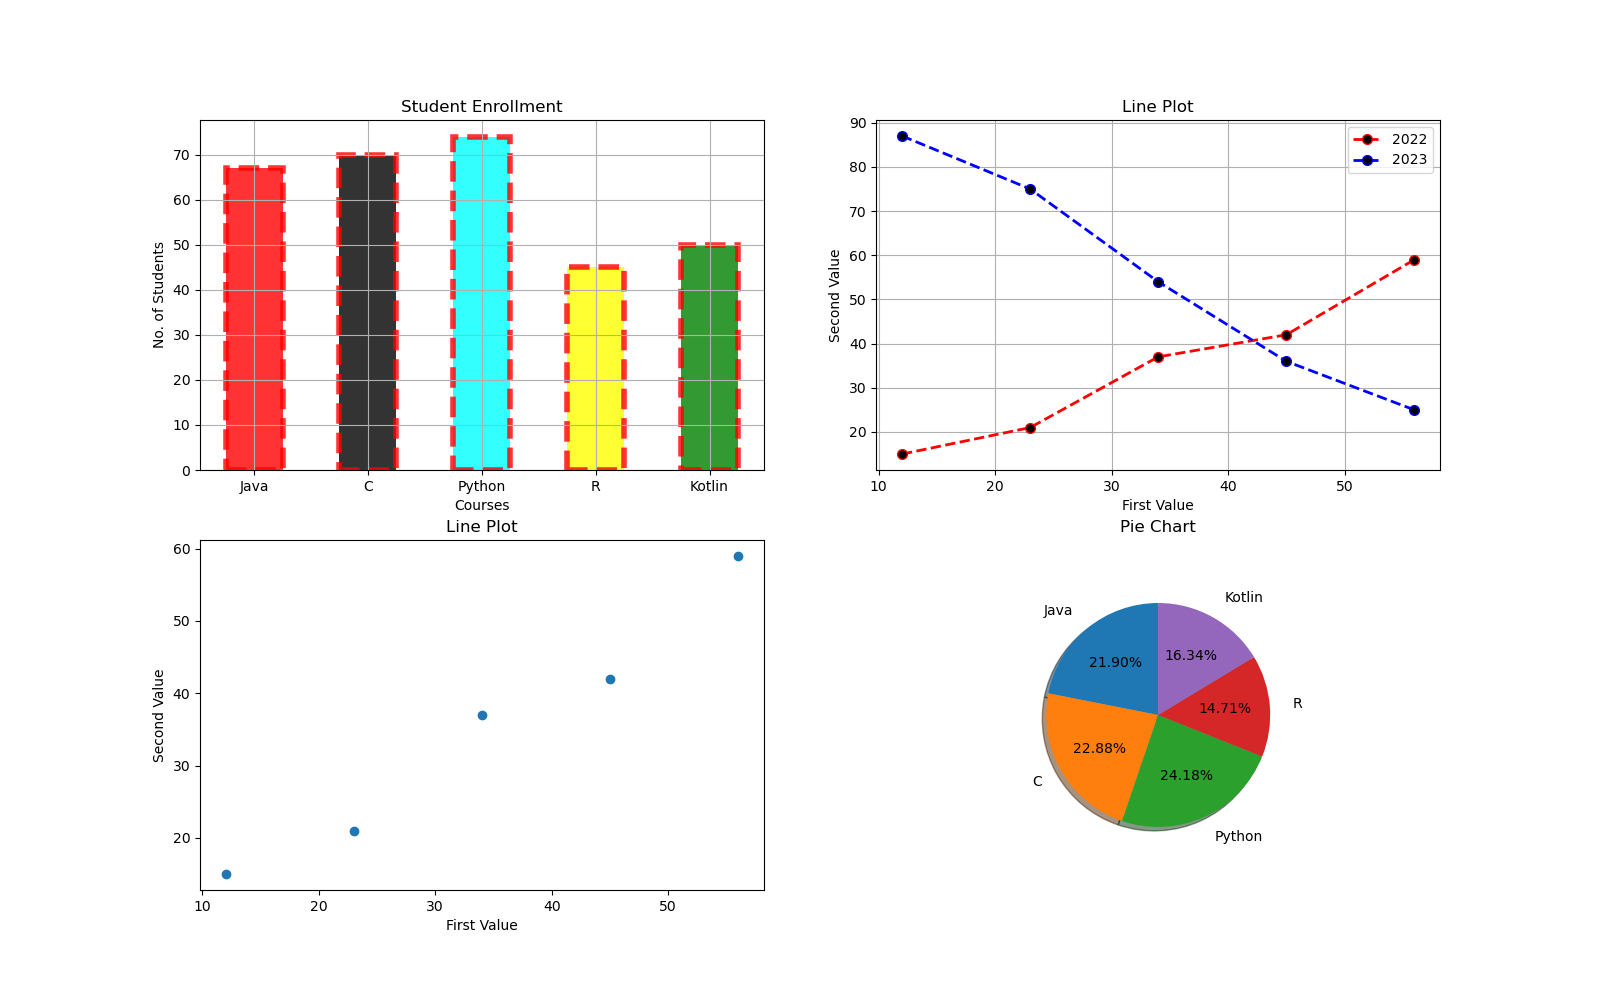 Student Enrollment
No. of Students
70
60
50
40
30
20
10
0
Java C Python R Kotlin
Courses
Line Plot
Second Value
90
80
70
60
50
40
30
20
10 20 30 40 50
First Value
2022
2023
Line Plot
Second Value
60
50
40
30
20
10 20 30 40 50
First Value
Pie Chart
Java
Kotlin
21.90%
16.34%
14.71%
R
22.88%
24.18%
C
Python